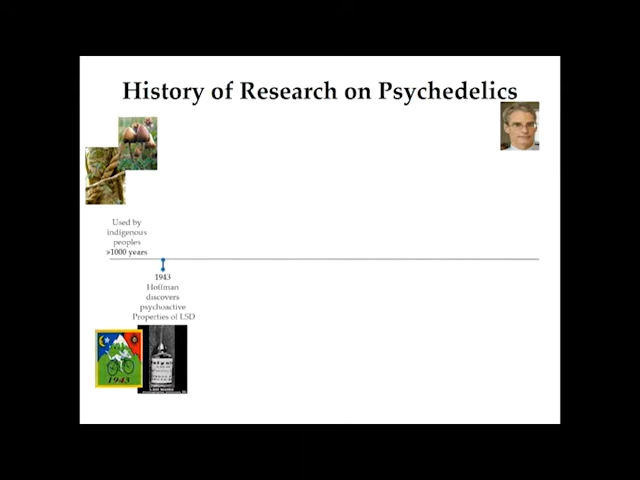 History of Research on Psychedelics
Used by
indigenous
peoples
>1000 years
1943
Hoffman
discovers
psychoactive
Properties of LSD
1943